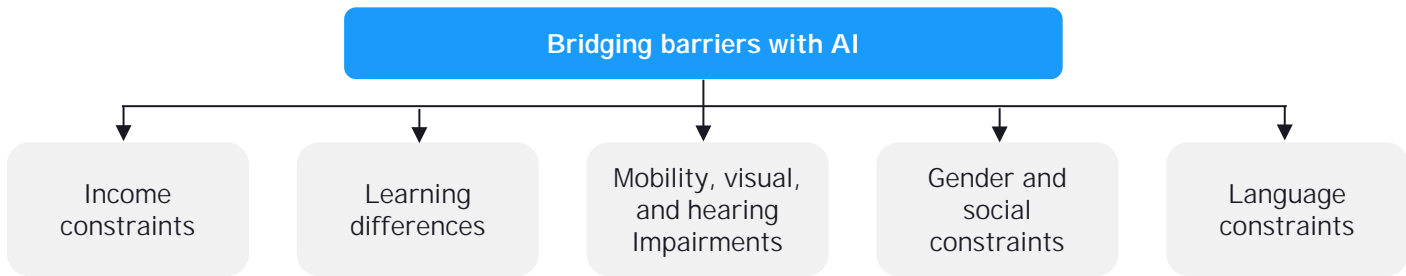 Bridging barriers with AI
Income
constraints
Learning
differences
Mobility, visual,
and hearing
Impairments
Gender and
social
constraints
Language
constraints